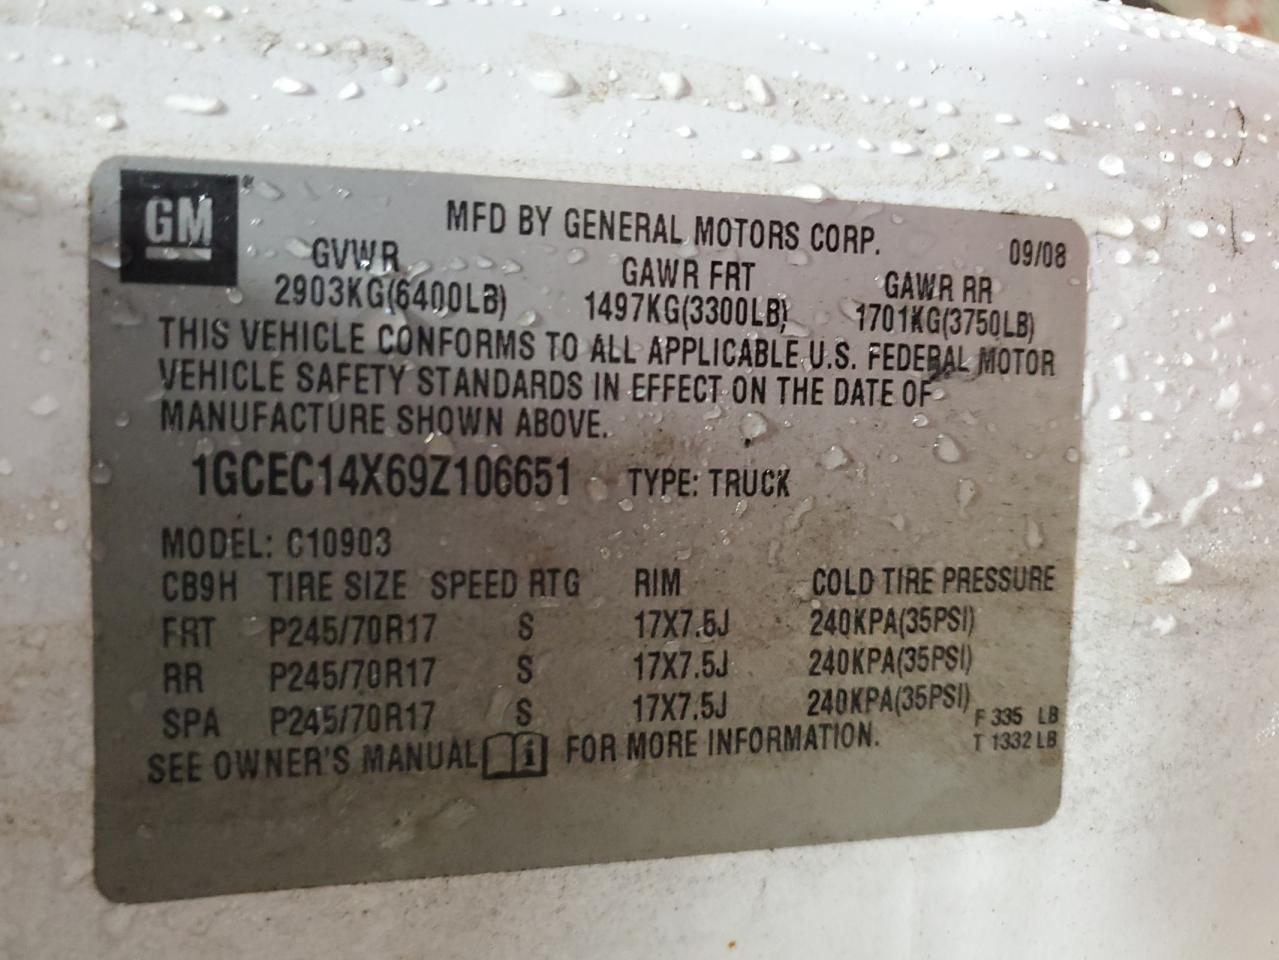 GM
MFD BY GENERAL MOTORS CORP.
09/08
GVWR GAWR FRT GAWR RR
2903KG(6400LB) 1497KG(3300LB) 1701KG(3750LB)
THIS VEHICLE CONFORMS TO ALL APPLICABLE U.S. FEDERAL MOTOR
VEHICLE SAFETY STANDARDS IN EFFECT ON THE DATE OF
MANUFACTURE SHOWN ABOVE.
1GCEC14X69Z106651 TYPE: TRUCK
MODEL: C10903
CB9H TIRE SIZE SPEED RTG RIM COLD TIRE PRESSURE
FRT P245/70R17 S 17X7.5J 240KPA(35PSI)
RR P245/70R17 S 17X7.5J 240KPA(35PSI)
SPA P245/70R17 S 17X7.5J 240KPA(35PSI)
F 335 LB
T 1332 LB
SEE OWNER'S MANUAL i FOR MORE INFORMATION.